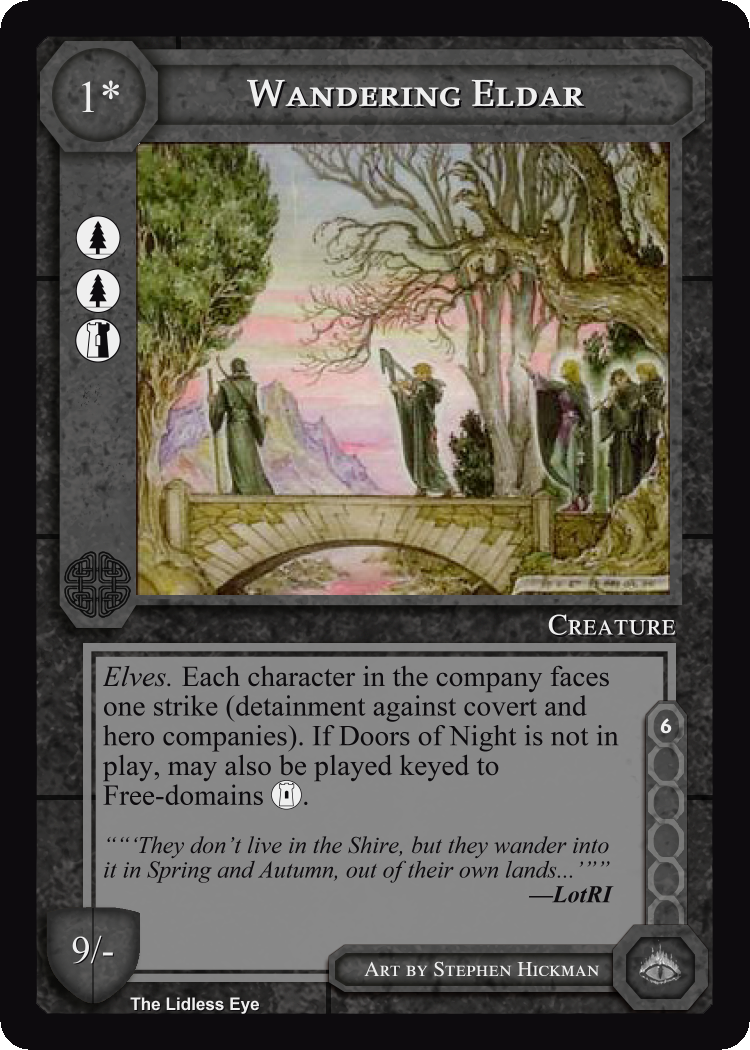 1*
WANDERING ELDAR
CREATURE
Elves. Each character in the company faces
one strike (detainment against covert and
hero companies). If Doors of Night is not in
play, may also be played keyed to
Free-domains .
““‘They don’t live in the Shire, but they wander into
it in Spring and Autumn, out of their own lands...’””
—LotRI
6
9/-
ART BY STEPHEN HICKMAN
The Lidless Eye